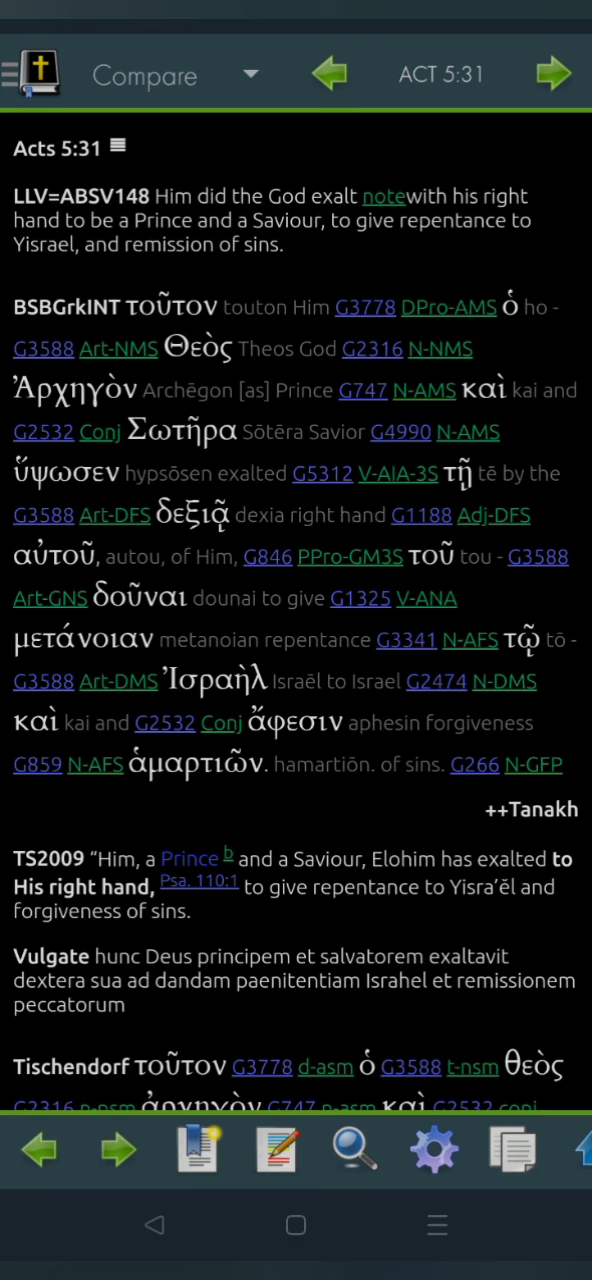 Compare
ACT 5:31
Acts 5:31
LLV=ABSV148 Him did the God exalt notewith his right
hand to be a Prince and a Saviour, to give repentance to
Yisrael, and remission of sins.
BSBGrkINT τοῦτον touton Him G3778 DPro-AMS ὁ ho -
G3588 Art-NMS Θεὸς Theos God G2316 N-NMS
Ἀρχηγὸν Archēgon [as] Prince G747 N-AMS καὶ kai and
G2532 Conj Σωτῆρα Sōtēra Savior G4990 N-AMS
ὕψωσεν hypsōsen exalted G5312 V-AIA-3S τῇ tē by the
G3588 Art-DFS δεξιᾷ dexia right hand G1188 Adj-DFS
αὐτοῦ, autou, of Him, G846 PPro-GM3S τοῦ tou - G3588
Art-GNS δοῦναι dounai to give G1325 V-ANA
μετάνοιαν metanoian repentance G3341 N-AFS τῷ tō -
G3588 Art-DMS Ἰσραὴλ Israēl to Israel G2474 N-DMS
καὶ kai and G2532 Conj ἄφεσιν aphesin forgiveness
G859 N-AFS ἁμαρτιῶν. hamartiōn. of sins. G266 N-GFP
++Tanakh
TS2009 “Him, a Prince b and a Saviour, Elohim has exalted to
His right hand, Psa. 110:1 to give repentance to Yisra’ĕl and
forgiveness of sins.
Vulgate hunc Deus principem et salvatorem exaltavit
dextera sua ad dandam paenitentiam Israhel et remissionem
peccatorum
Tischendorf τοῦτον G3778 d-asm ὁ G3588 t-nsm θεὸς
G2316 n-nsm ἀρχηγὸν G747 n-asm καὶ G2532 conj